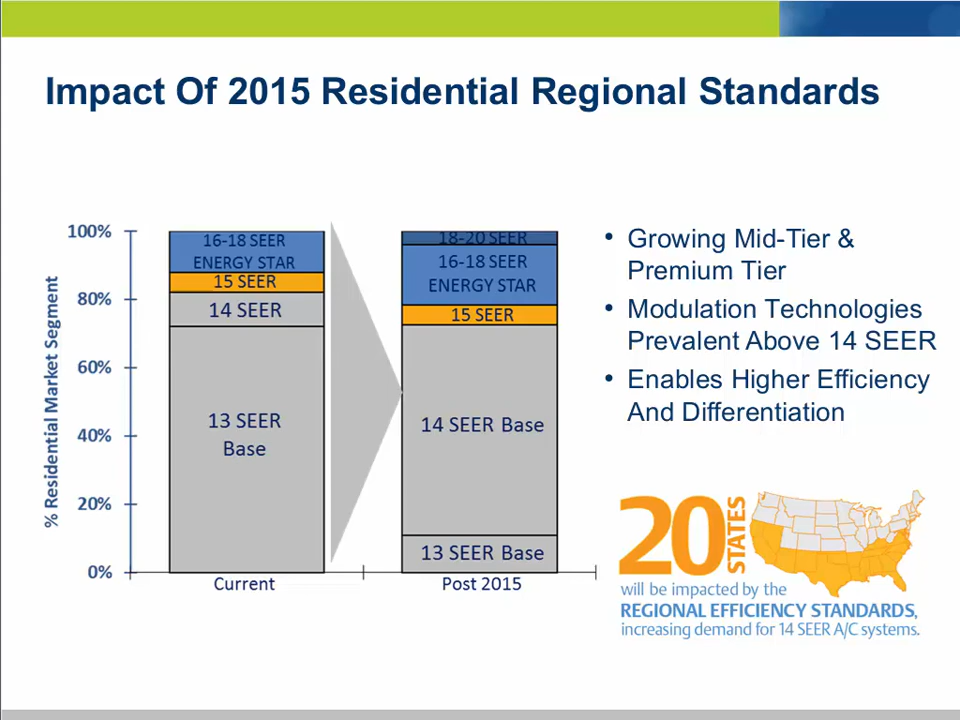 Impact Of 2015 Residential Regional Standards
% Residential Market Segment
100%
80%
60%
40%
20%
0%
16-18 SEER
ENERGY STAR
15 SEER
14 SEER
13 SEER
Base
Current
18-20 SEER
16-18 SEER
ENERGY STAR
15 SEER
14 SEER Base
13 SEER Base
Post 2015
• Growing Mid-Tier &
Premium Tier
• Modulation Technologies
Prevalent Above 14 SEER
• Enables Higher Efficiency
And Differentiation
20 STATES
will be impacted by the
REGIONAL EFFICIENCY STANDARDS,
increasing demand for 14 SEER A/C systems.